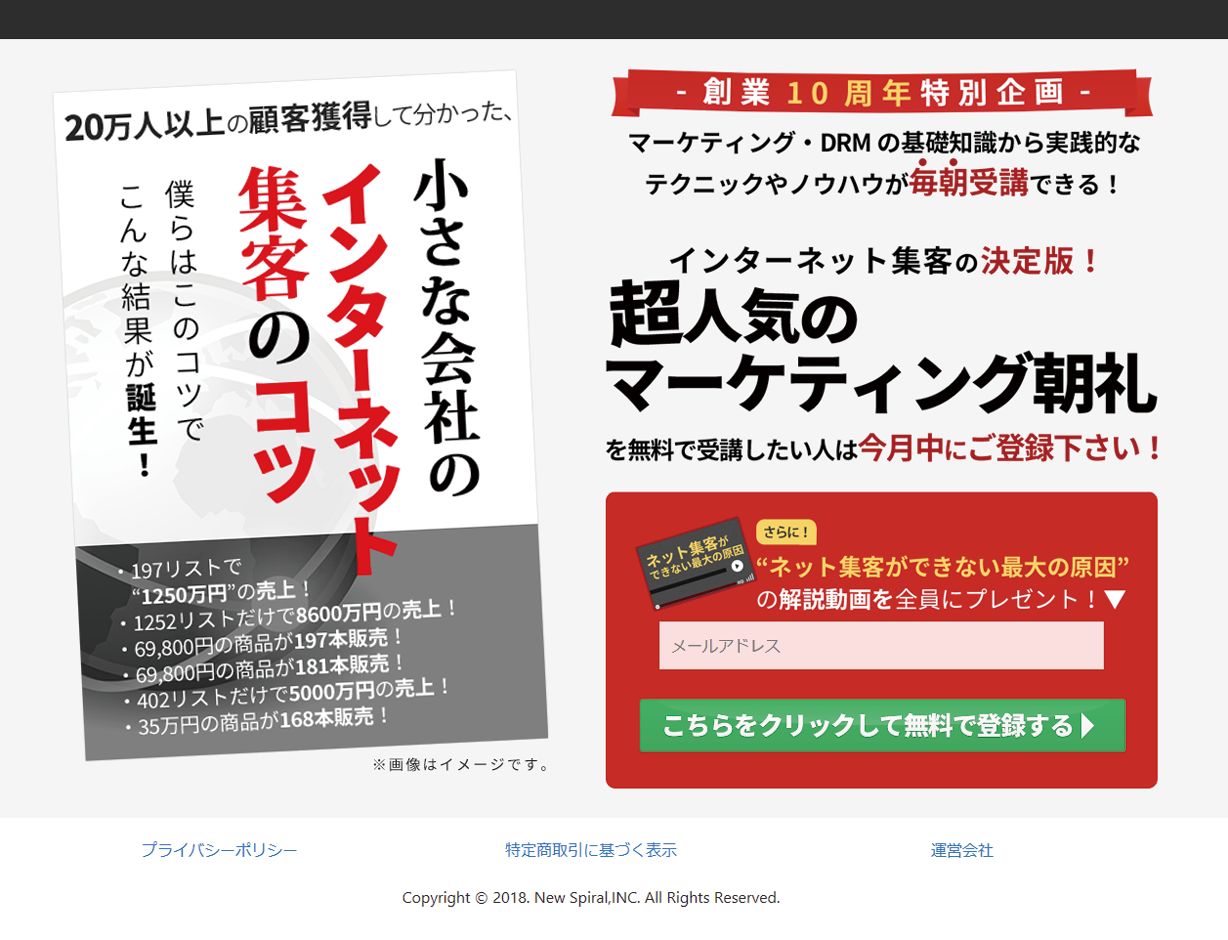 20万人以上の顧客獲得して分かった、
小さな会社の
インターネット
集客のコツ
僕らはこのコツで
こんな結果が誕生！
・197リストで
“1250万円”の売上！
・1252リストだけで8600万円の売上！
・69,800円の商品が197本販売！
・69,800円の商品が181本販売！
・402リストだけで5000万円の売上！
・35万円の商品が168本販売！
※画像はイメージです。
- 創業10周年特別企画 -
マーケティング・DRMの基礎知識から実践的な
テクニックやノウハウが毎朝受講できる！
インターネット集客の決定版！
超人気の
マーケティング朝礼
を無料で受講したい人は今月中にご登録下さい！
ネット集客が
できない最大の原因
さらに！
“ネット集客ができない最大の原因”
の解説動画を全員にプレゼント！▼
メールアドレス
こちらをクリックして無料で登録する
プライバシーポリシー
特定商取引に基づく表示
運営会社
Copyright © 2018. New Spiral,INC. All Rights Reserved.